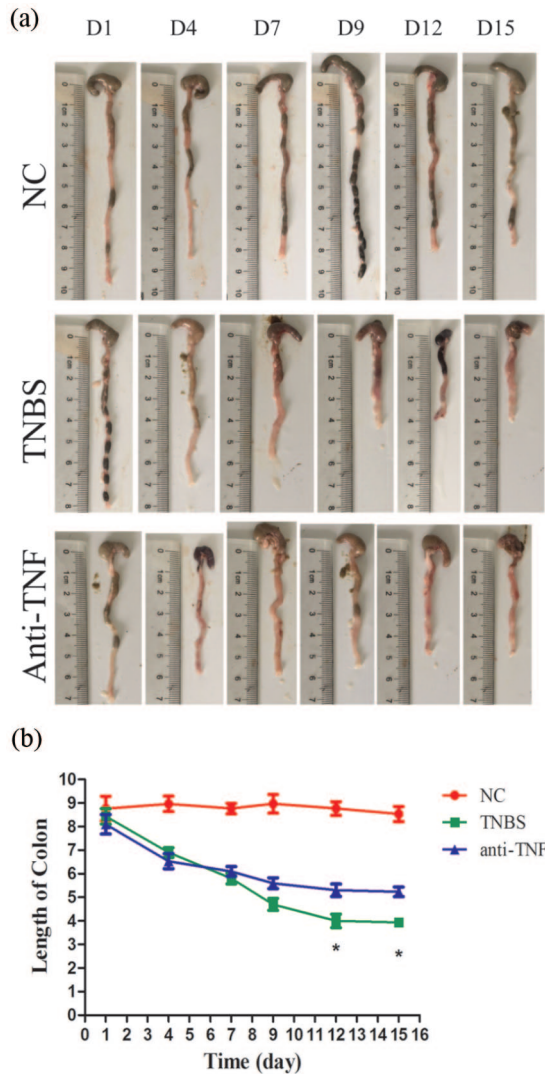 (a)
D1 D4 D7 D9 D12 D15
NC
TNBS
Anti-TNF
(b)
10
9
8
7
6
5
4
3
2
1
0
Length of Colon
0 1 2 3 4 5 6 7 8 9 10 11 12 13 14 15 16
Time (day)
* *
NC
TNBS
anti-TNF